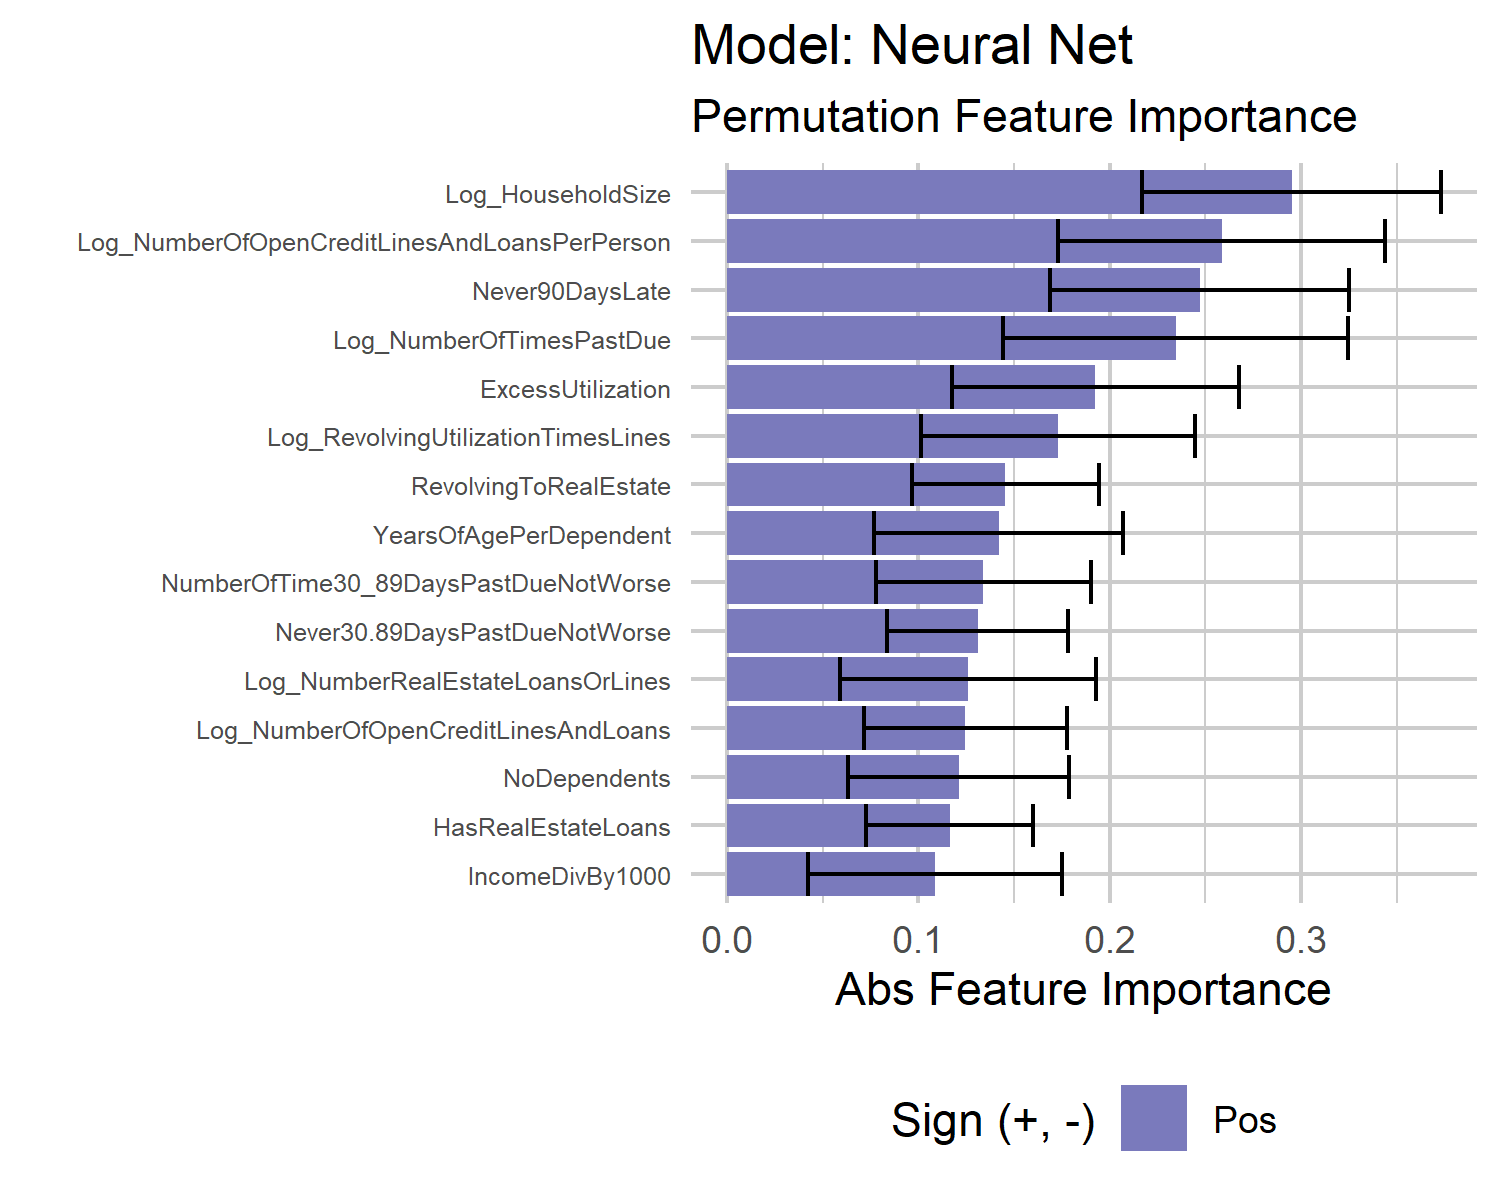 Model: Neural Net
Permutation Feature Importance
Log_HouseholdSize
Log_NumberOfOpenCreditLinesAndLoansPerPerson
Never90DaysLate
Log_NumberOfTimesPastDue
ExcessUtilization
Log_RevolvingUtilizationTimesLines
RevolvingToRealEstate
YearsOfAgePerDependent
NumberOfTime30_89DaysPastDueNotWorse
Never30.89DaysPastDueNotWorse
Log_NumberRealEstateLoansOrLines
Log_NumberOfOpenCreditLinesAndLoans
NoDependents
HasRealEstateLoans
IncomeDivBy1000
0.0 0.1 0.2 0.3
Abs Feature Importance
Sign (+, -) Pos